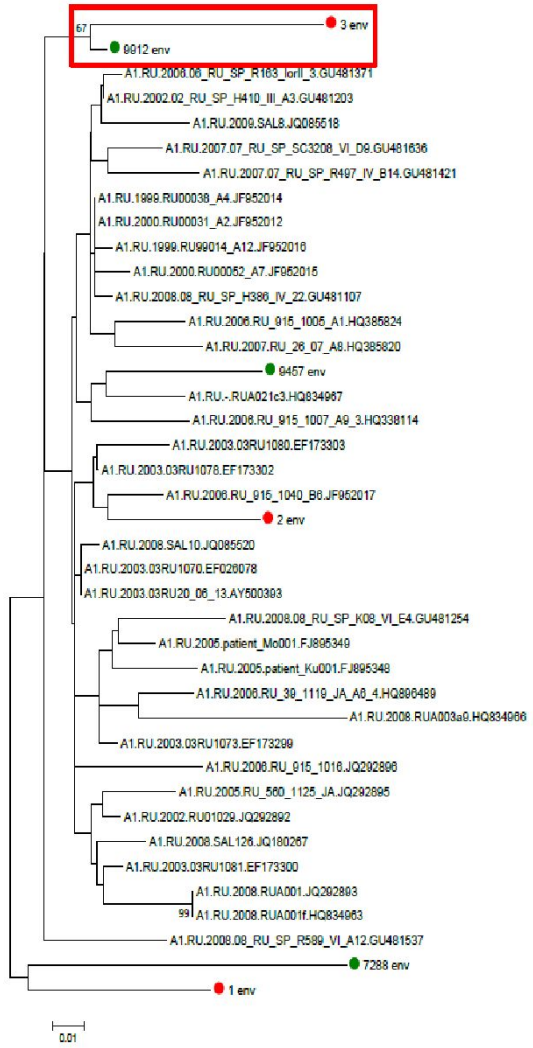 67
3 env
9912 env
A1.RU.2006.06_RU_SP_R163_IorII_3.GU481371
A1.RU.2002.02_RU_SP_H410_III_A3.GU481203
A1.RU.2009.SAL8.JQ085518
A1.RU.2007.07_RU_SP_SC3208_VI_D9.GU481636
A1.RU.2007.07_RU_SP_R497_IV_B14.GU481421
A1.RU.1999.RU00038_A4.JF952014
A1.RU.2000.RU00031_A2.JF952012
A1.RU.1999.RU99014_A12.JF952016
A1.RU.2000.RU00052_A7.JF952015
A1.RU.2008.08_RU_SP_H386_IV_22.GU481107
A1.RU.2006.RU_915_1005_A1.HQ385824
A1.RU.2007.RU_26_07_A8.HQ385820
9457 env
A1.RU.-.RUA021c3.HQ834967
A1.RU.2006.RU_915_1007_A9_3.HQ338114
A1.RU.2003.03RU1080.EF173303
A1.RU.2003.03RU1078.EF173302
A1.RU.2006.RU_915_1040_B6.JF952017
2 env
A1.RU.2008.SAL10.JQ085520
A1.RU.2003.03RU1070.EF026078
A1.RU.2003.03RU20_06_13.AY500393
A1.RU.2008.08_RU_SP_K08_VI_E4.GU481254
A1.RU.2005.patient_Mo001.FJ895349
A1.RU.2005.patient_Ku001.FJ895348
A1.RU.2006.RU_39_1119_JA_A6_4.HQ896489
A1.RU.2008.RUA003a9.HQ834966
A1.RU.2003.03RU1073.EF173299
A1.RU.2006.RU_915_1016.JQ292896
A1.RU.2005.RU_560_1125_JA.JQ292895
A1.RU.2002.RU01029.JQ292892
A1.RU.2008.SAL126.JQ180267
A1.RU.2003.03RU1081.EF173300
A1.RU.2008.RUA001.JQ292893
99
A1.RU.2008.RUA001f.HQ834963
A1.RU.2008.08_RU_SP_R589_VI_A12.GU481537
7288 env
1 env
0.01